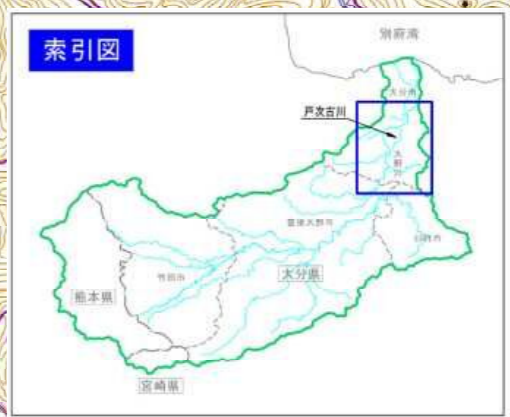 索引図
別府湾
大分市
戸次古川
大野川
豊後大野市
臼杵市
竹田市
大分県
熊本県
宮崎県